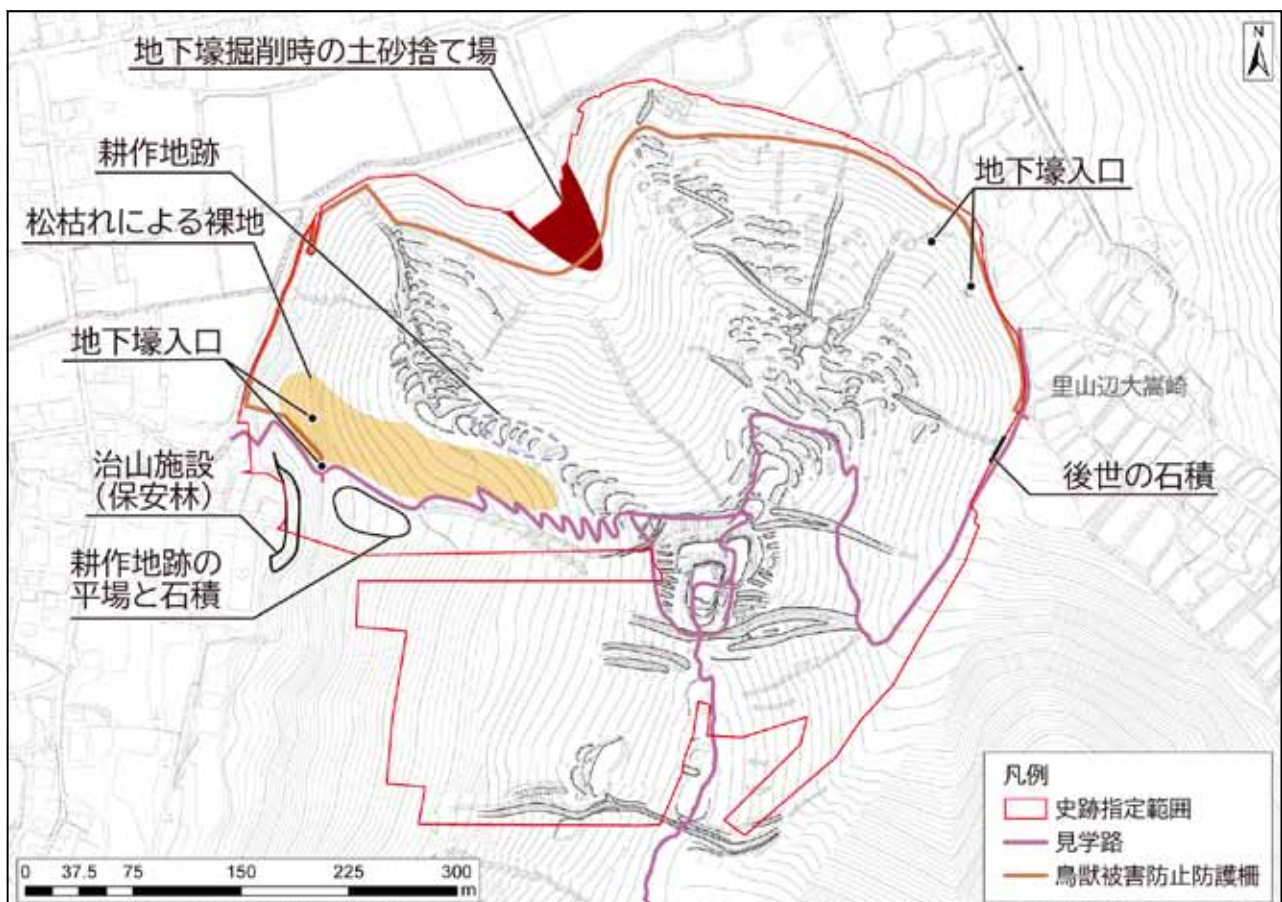 地下壕掘削時の土砂捨て場
N
耕作地跡
地下壕入口
松枯れによる裸地
地下壕入口
里山辺大嵩崎
治山施設
(保安林)
後世の石積
耕作地跡の
平場と石積
凡例
史跡指定範囲
見学路
鳥獣被害防止防護柵
0 37.5 75 150 225 300
m